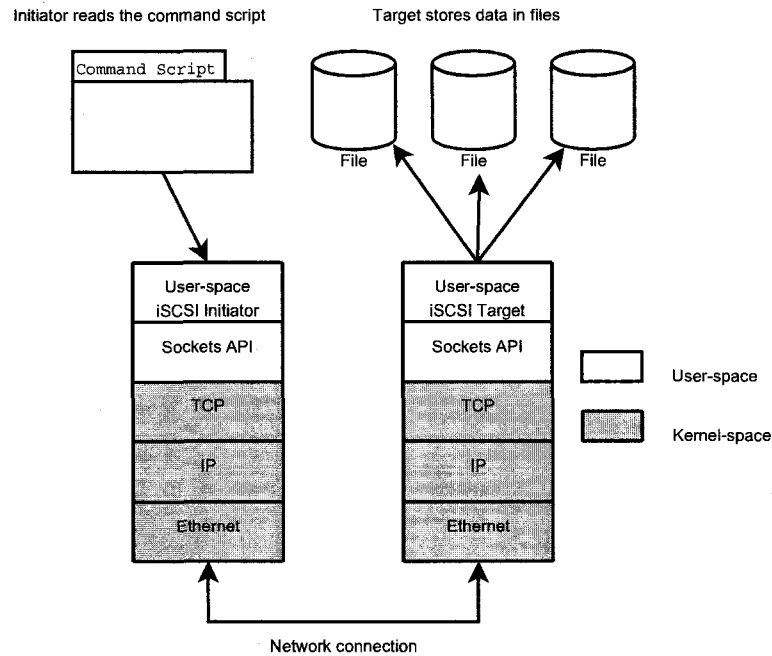 Initiator reads the command script
Target stores data in files
Command Script
File
File
File
User-space
iSCSI Initiator
Sockets API
TCP
IP
Ethernet
User-space
iSCSI Target
Sockets API
TCP
IP
Ethernet
User-space
Kernel-space
Network connection